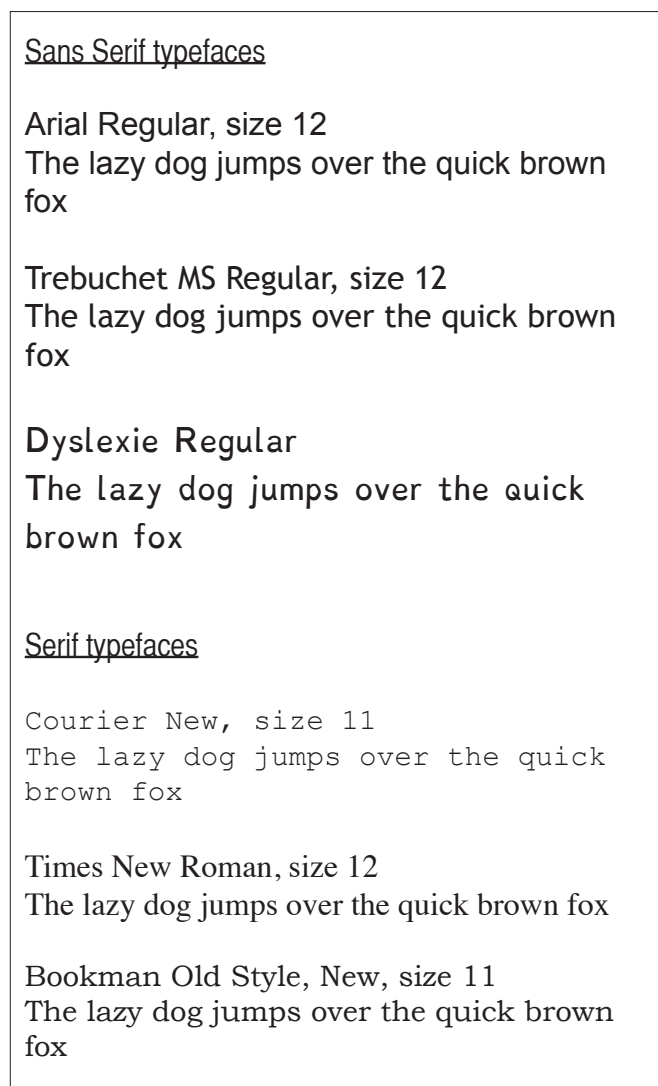 Sans Serif typefaces
Arial Regular, size 12
The lazy dog jumps over the quick brown
fox
Trebuchet MS Regular, size 12
The lazy dog jumps over the quick brown
fox
Dyslexie Regular
The lazy dog jumps over the quick
brown fox
Serif typefaces
Courier New, size 11
The lazy dog jumps over the quick
brown fox
Times New Roman, size 12
The lazy dog jumps over the quick brown fox
Bookman Old Style, New, size 11
The lazy dog jumps over the quick brown
fox